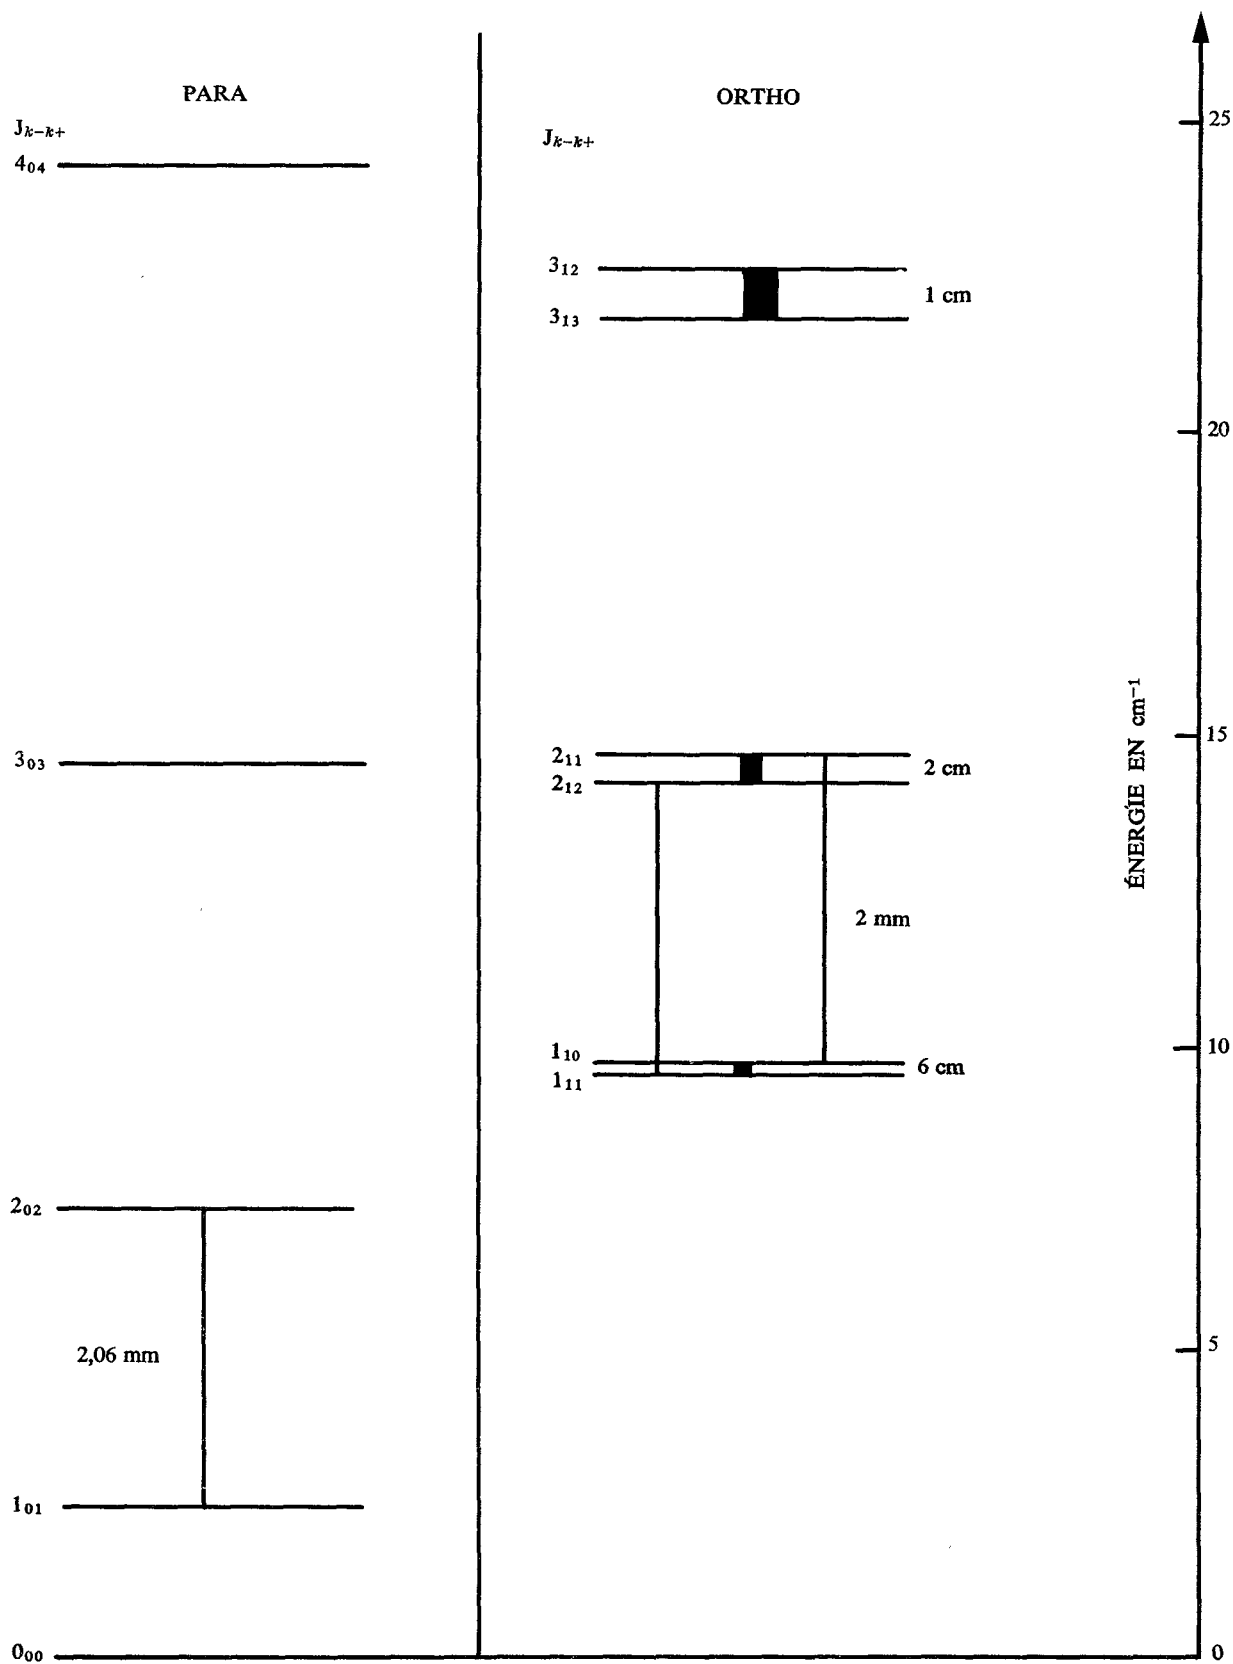 PARA
J_{k-k+}
4_{04}
3_{03}
2_{02}
2,06 mm
1_{01}
0_{00}
ORTHO
J_{k-k+}
3_{12}
3_{13}
1 cm
2_{11}
2_{12}
2 cm
2 mm
1_{10}
1_{11}
6 cm
25
20
15
10
5
0
ÉNERGÍE EN cm^{-1}